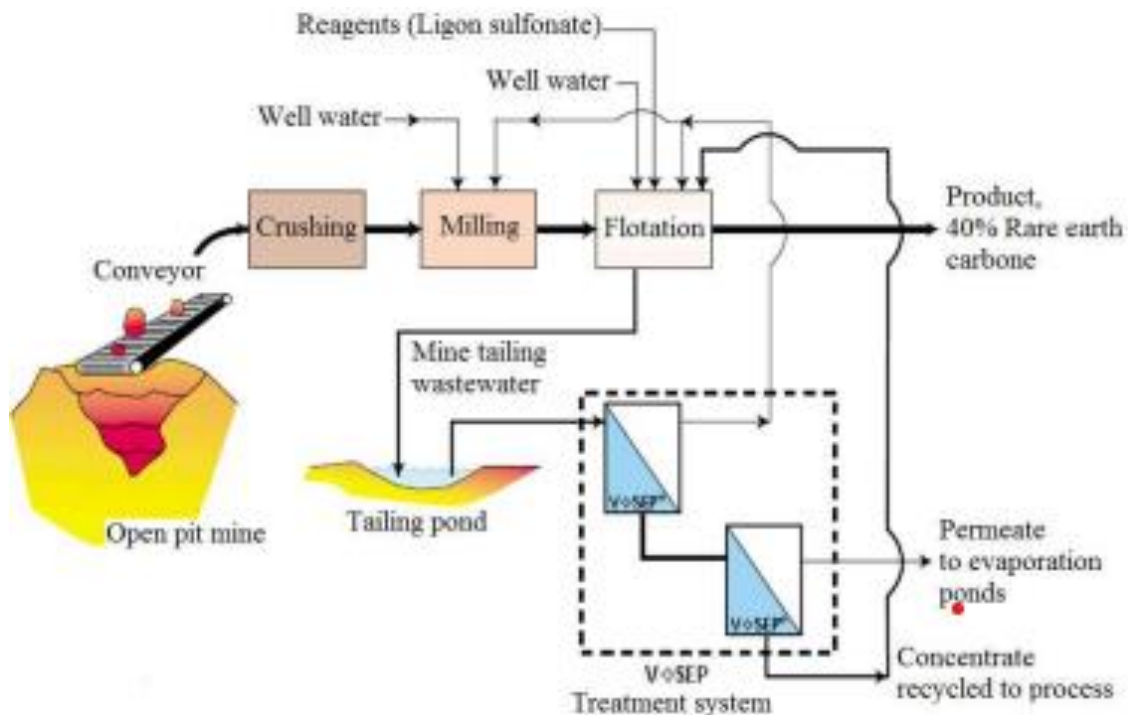 Reagents (Ligon sulfonate)
Well water
Well water
Crushing
Milling
Flotation
Product,
40% Rare earth
carbone
Conveyor
Mine tailing
wastewater
Open pit mine
Tailing pond
V◊SEP
V◊SEP
Permeate
to evaporation
ponds
V◊SEP
Treatment system
Concentrate
recycled to process